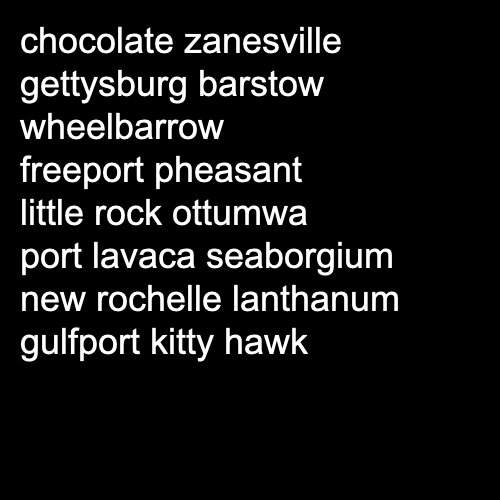 chocolate zanesville
gettysburg barstow
wheelbarrow
freeport pheasant
little rock ottumwa
port lavaca seaborgium
new rochelle lanthanum
gulfport kitty hawk